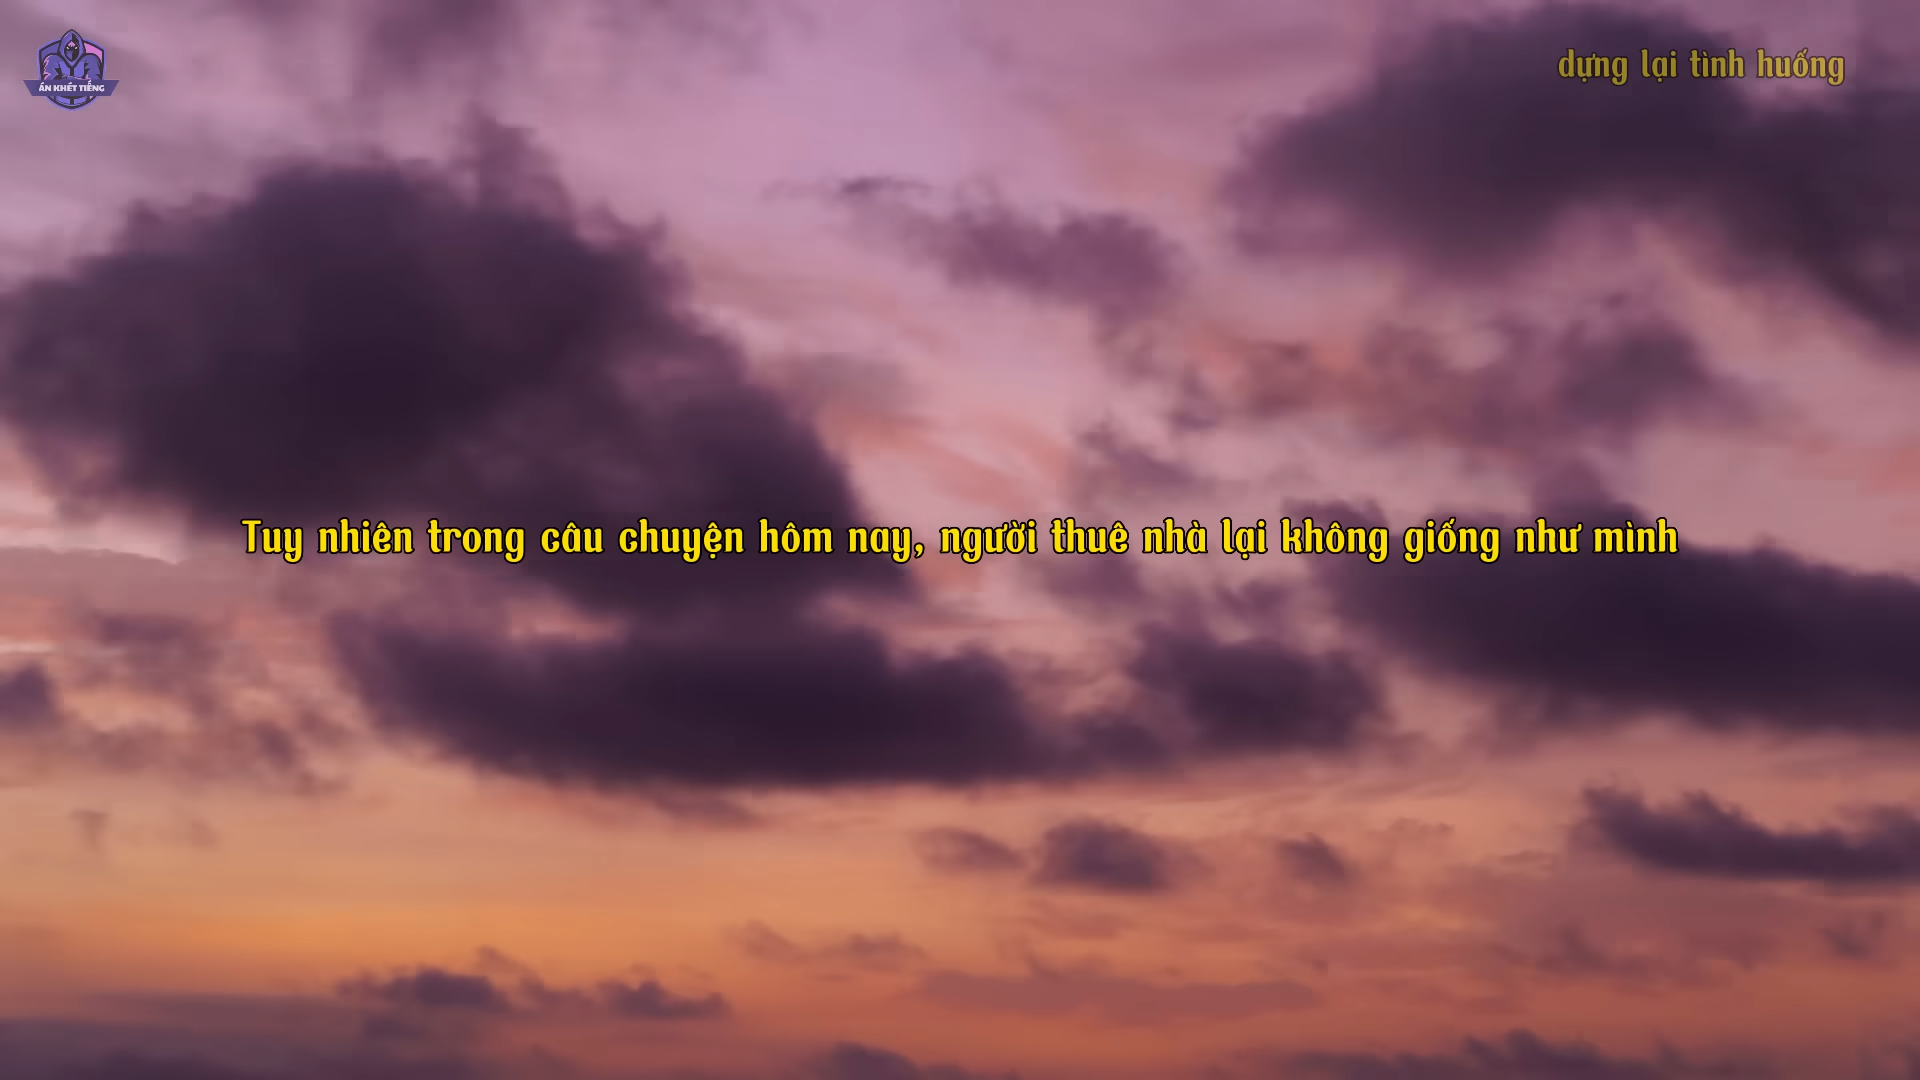 ÁN KHÉT TIẾNG
dựng lại tình huống
Tuy nhiên trong câu chuyện hôm nay, người thuê nhà lại không giống như mình